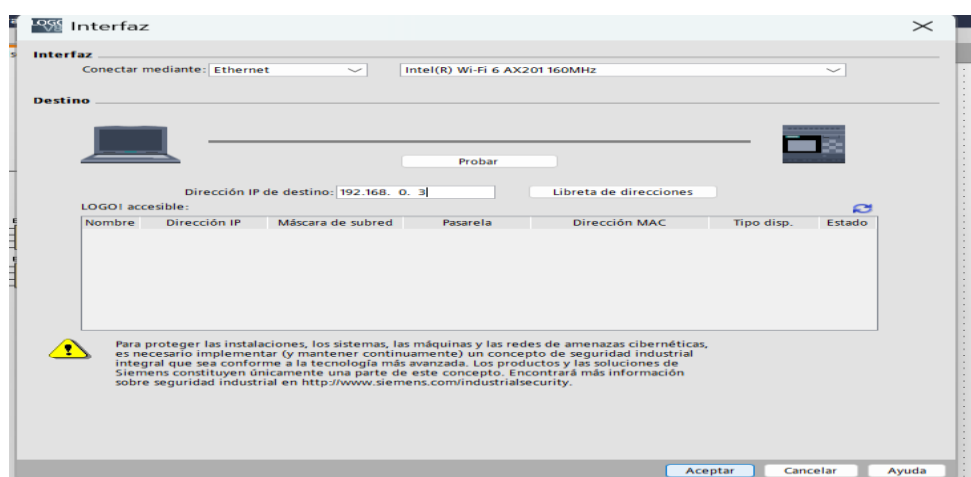 LOGO Interfaz
Interfaz
Conectar mediante: Ethernet Intel(R) Wi-Fi 6 AX201 160MHz
Destino
Probar
Dirección IP de destino: 192.168. 0. 3 Libreta de direcciones
LOGO! accesible:
Nombre Dirección IP Máscara de subred Pasarela Dirección MAC Tipo disp. Estado
Para proteger las instalaciones, los sistemas, las máquinas y las redes de amenazas cibernéticas,
es necesario implementar (y mantener continuamente) un concepto de seguridad industrial
integral que sea conforme a la tecnología más avanzada. Los productos y las soluciones de
Siemens constituyen únicamente una parte de este concepto. Encontrará más información
sobre seguridad industrial en http://www.siemens.com/industrialsecurity.
Aceptar Cancelar Ayuda